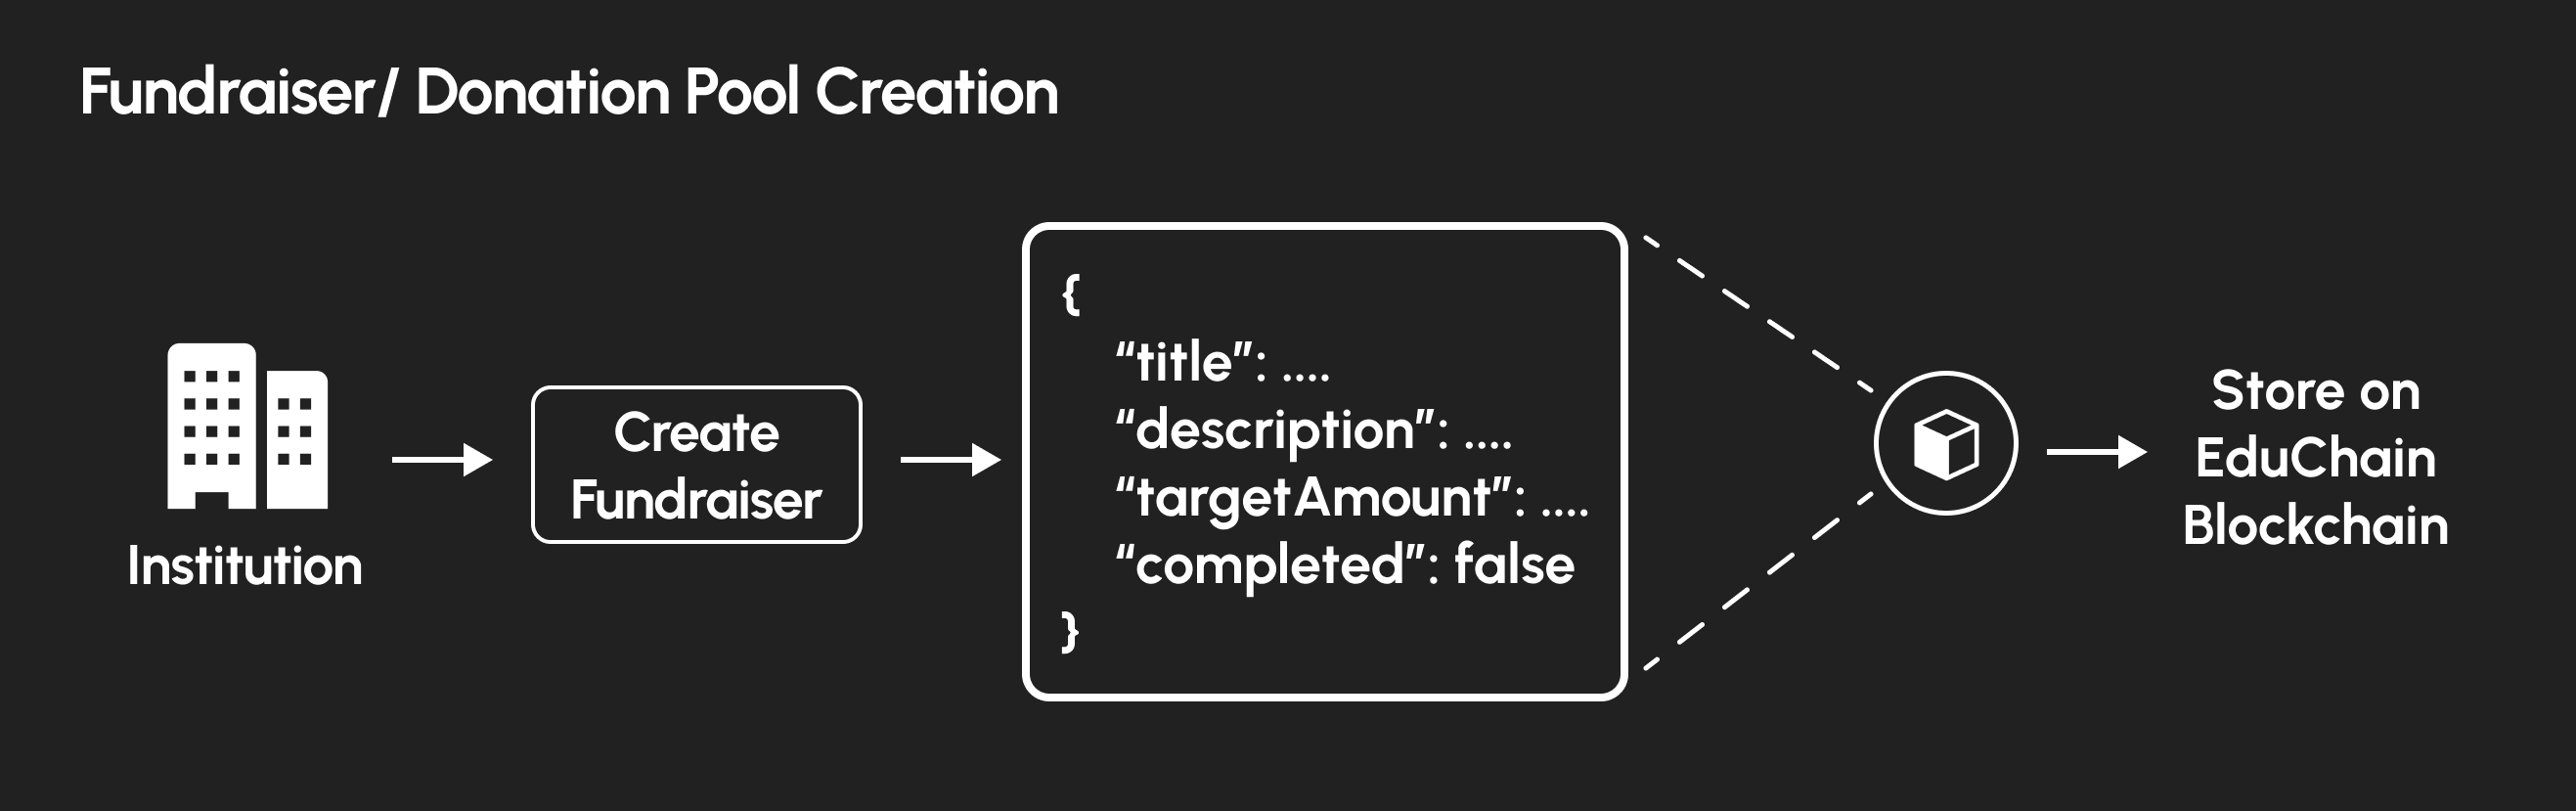 Fundraiser/ Donation Pool Creation
Institution
Create
Fundraiser
{
“title”: ....
“description”: ....
“targetAmount”: ....
“completed”: false
}
Store on
EduChain
Blockchain